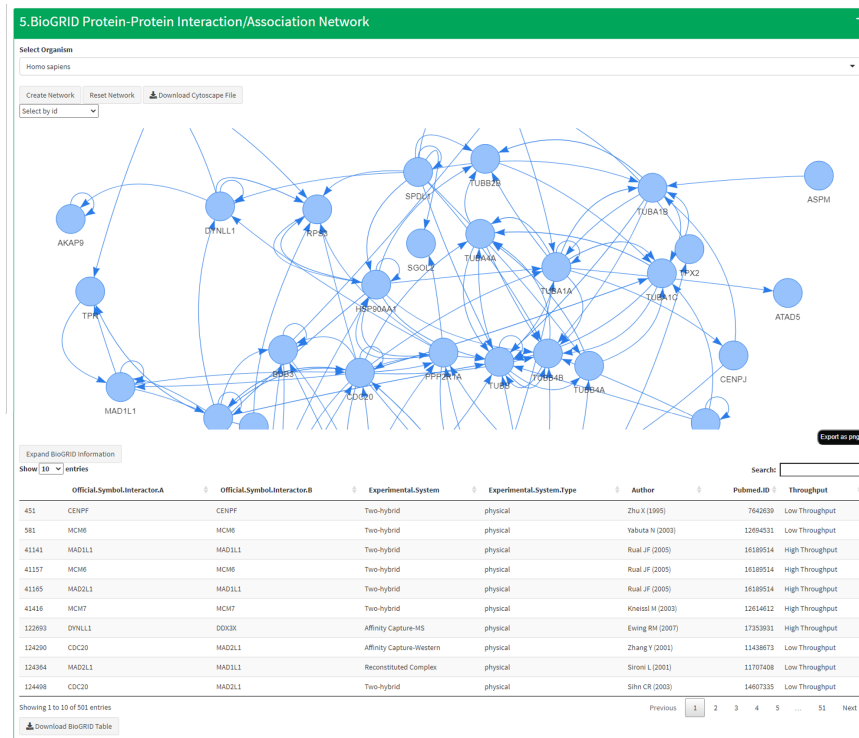 5.BioGRID Protein-Protein Interaction/Association Network
Select Organism
Homo sapiens
Create Network Reset Network Download Cytoscape File
Select by id
SPDL1
TUBB2B
TUBA1B
ASPM
AKAP9
DYNLL1
RPS3
SGOL2
TUBA4A
TPX2
TUBA1A
TUBA1C
HSP90AA1
TPR
ATAD5
BUB3
CDC20
PPP2R1A
TUBB
TUBB4B
TUBB4A
CENPJ
MAD1L1
Export as png
Expand BioGRID Information
Show 10 entries Search:
Official.Symbol.Interactor.A Official.Symbol.Interactor.B Experimental.System Experimental.System.Type Author Pubmed.ID Throughput
451 CENPF CENPF Two-hybrid physical Zhu X (1995) 7642639 Low Throughput
581 MCM6 MCM6 Two-hybrid physical Yabuta N (2003) 12694531 Low Throughput
41141 MAD1L1 MAD1L1 Two-hybrid physical Rual JF (2005) 16189514 High Throughput
41157 MCM6 MCM6 Two-hybrid physical Rual JF (2005) 16189514 High Throughput
41165 MAD2L1 MAD1L1 Two-hybrid physical Rual JF (2005) 16189514 High Throughput
41416 MCM7 MCM7 Two-hybrid physical Kneissl M (2003) 12614612 High Throughput
122693 DYNLL1 DDX3X Affinity Capture-MS physical Ewing RM (2007) 17353931 High Throughput
124290 CDC20 MAD2L1 Affinity Capture-Western physical Zhang Y (2001) 11438673 Low Throughput
124364 MAD2L1 MAD1L1 Reconstituted Complex physical Sironi L (2001) 11707408 Low Throughput
124498 CDC20 MAD2L1 Two-hybrid physical Sihn CR (2003) 14607335 Low Throughput
Showing 1 to 10 of 501 entries Previous 1 2 3 4 5 … 51 Next
Download BioGRID Table